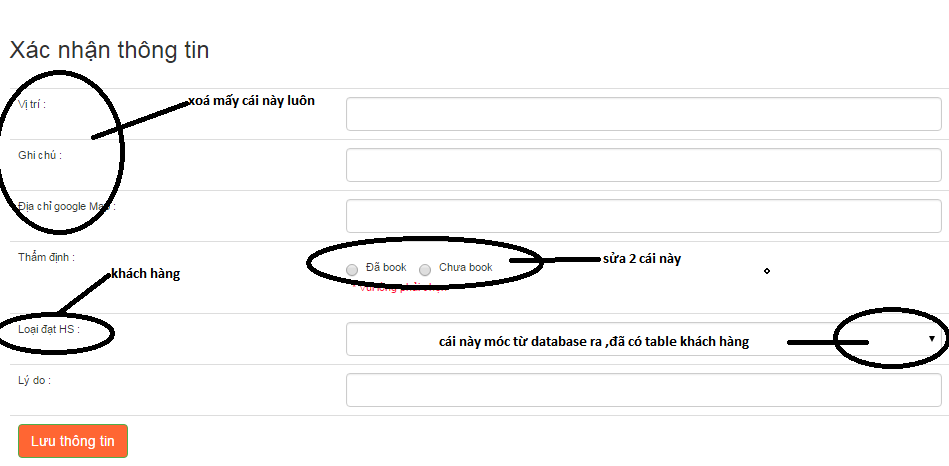 Xác nhận thông tin
Vị trí :
xoá mấy cái này luôn
Ghi chú :
Địa chỉ google Map :
Thẩm định :
Đã book
Chưa book
sửa 2 cái này
khách hàng
Loại đạt HS :
cái này móc từ database ra ,đã có table khách hàng
Lý do :
Lưu thông tin